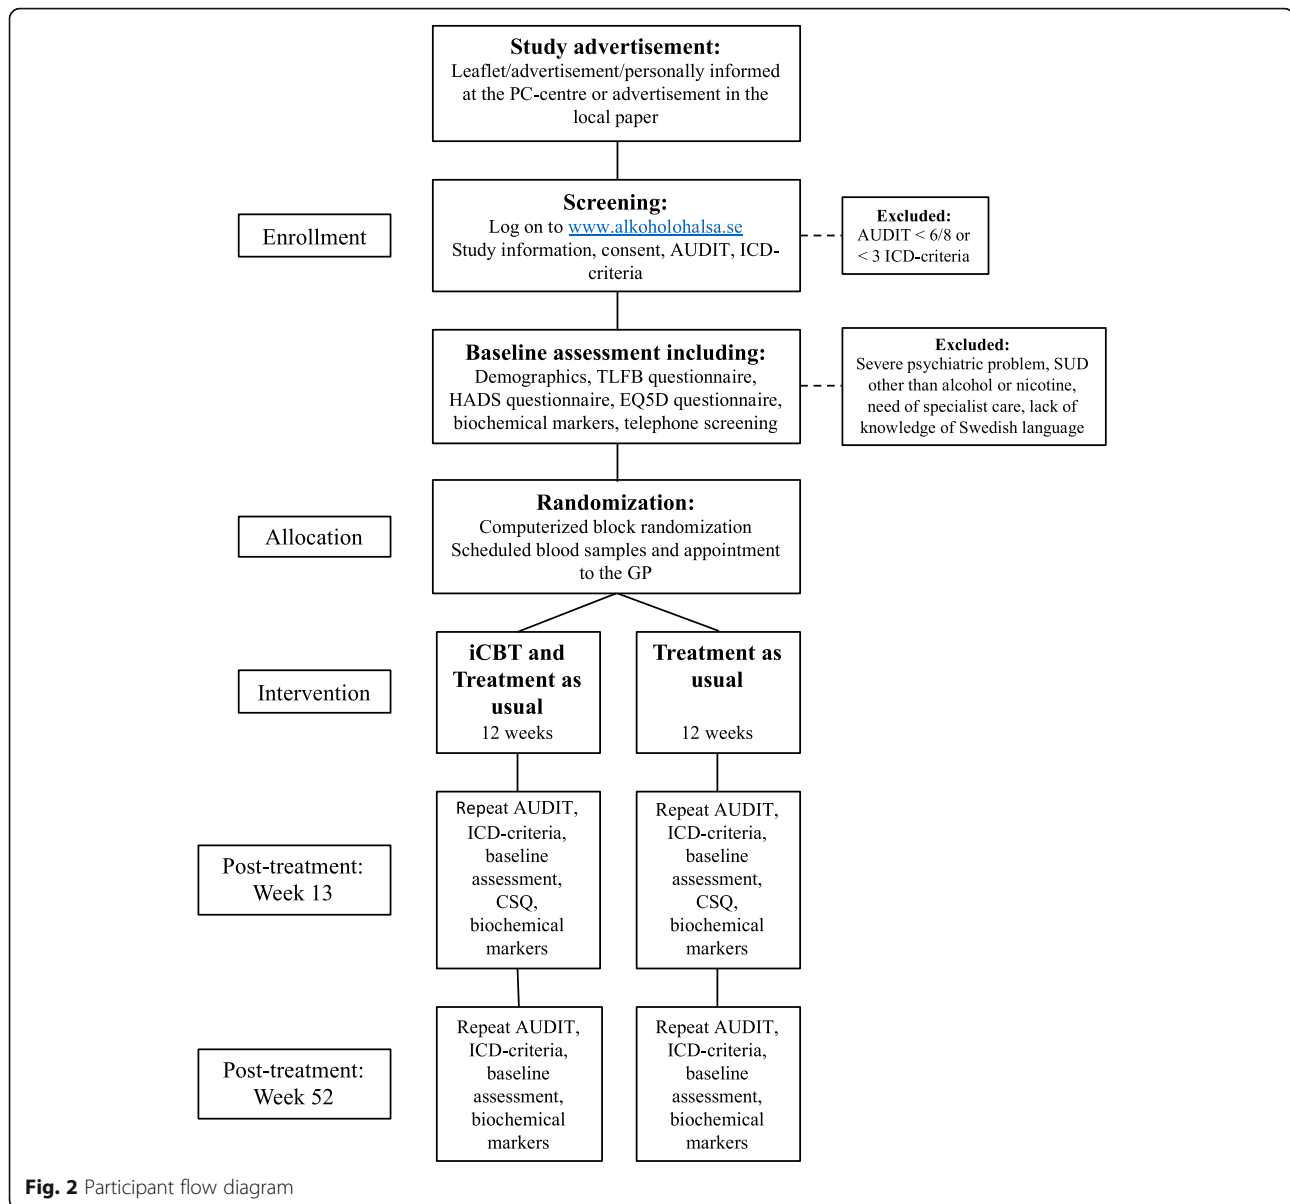 Study advertisement:
Leaflet/advertisement/personally informed
at the PC-centre or advertisement in the
local paper
Enrollment
Screening:
Log on to www.alkoholohalsa.se
Study information, consent, AUDIT, ICD-
criteria
Excluded:
AUDIT < 6/8 or
< 3 ICD-criteria
Baseline assessment including:
Demographics, TLFB questionnaire,
HADS questionnaire, EQ5D questionnaire,
biochemical markers, telephone screening
Excluded:
Severe psychiatric problem, SUD
other than alcohol or nicotine,
need of specialist care, lack of
knowledge of Swedish language
Allocation
Randomization:
Computerized block randomization
Scheduled blood samples and appointment
to the GP
Intervention
iCBT and
Treatment as
usual
12 weeks
Treatment as
usual
12 weeks
Post-treatment:
Week 13
Repeat AUDIT,
ICD-criteria,
baseline
assessment,
CSQ,
biochemical
markers
Repeat AUDIT,
ICD-criteria,
baseline
assessment,
CSQ,
biochemical
markers
Post-treatment:
Week 52
Repeat AUDIT,
ICD-criteria,
baseline
assessment,
biochemical
markers
Repeat AUDIT,
ICD-criteria,
baseline
assessment,
biochemical
markers
Fig. 2 Participant flow diagram